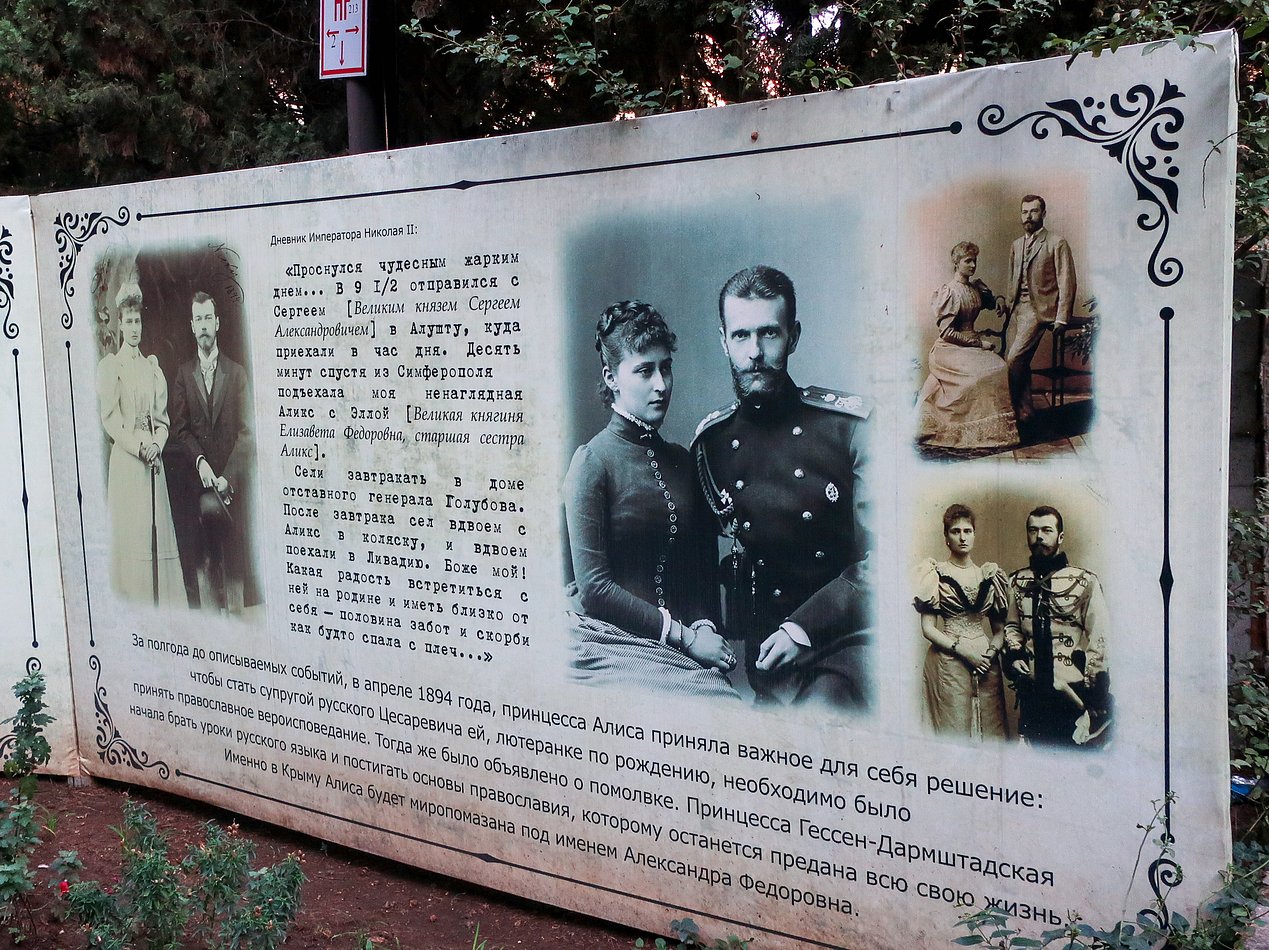 ПГ 213
2
Дневник Императора Николая II:
«Проснулся чудесным жарким
днем... В 9 1/2 отправился с
Сергеем [Великим князем Сергеем
Александровичем] в Алушту, куда
приехали в час дня. Десять
минут спустя из Симферополя
подъехала моя ненаглядная
Аликс с Эллой [Великая княгиня
Елизавета Федоровна, старшая сестра
Аликс].
Сели завтракать в доме
отставного генерала Голубова.
После завтрака сел вдвоем с
Аликс в коляску, и вдвоем
поехали в Ливадию. Боже мой!
Какая радость встретиться с
ней на родине и иметь близко от
себя – половина забот и скорби
как будто спала с плеч...»
За полгода до описываемых событий, в апреле 1894 года, принцесса Алиса приняла важное для себя решение:
чтобы стать супругой русского Цесаревича ей, лютеранке по рождению, необходимо было
принять православное вероисповедание. Тогда же было объявлено о помолвке. Принцесса Гессен-Дармштадская
начала брать уроки русского языка и постигать основы православия, которому останется предана всю свою жизнь
Именно в Крыму Алиса будет миропомазана под именем Александра Федоровна.